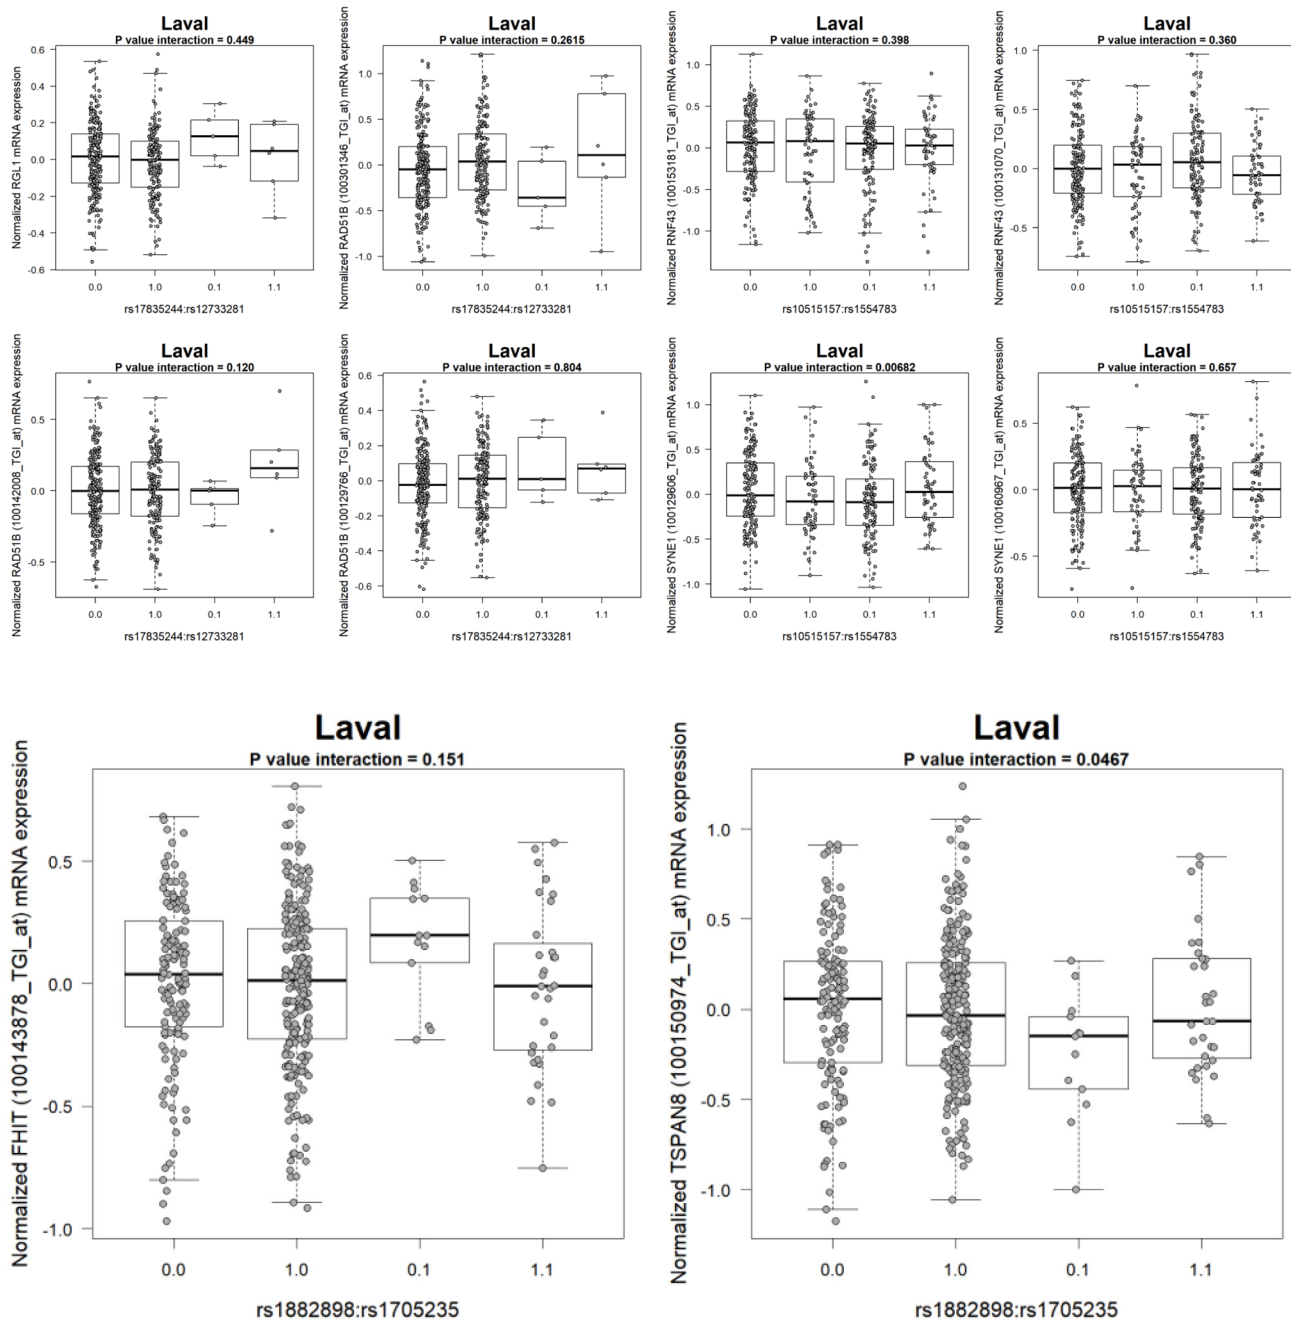 Laval
P value interaction = 0.449
Normalized RGL1 mRNA expression
0.6
0.4
0.2
0.0
-0.2
-0.4
-0.6
0.0 1.0 0.1 1.1
rs17835244:rs12733281
Laval
P value interaction = 0.2615
Normalized RAD51B (100301346_TGI_at) mRNA expression
1.0
0.5
0.0
-0.5
-1.0
0.0 1.0 0.1 1.1
rs17835244:rs12733281
Laval
P value interaction = 0.398
Normalized RNF43 (100153181_TGI_at) mRNA expression
1.0
0.5
0.0
-0.5
-1.0
0.0 1.0 0.1 1.1
rs10515157:rs1554783
Laval
P value interaction = 0.360
Normalized RNF43 (100131070_TGI_at) mRNA expression
1.0
0.5
0.0
-0.5
0.0 1.0 0.1 1.1
rs10515157:rs1554783
Laval
P value interaction = 0.120
Normalized RAD51B (100142008_TGI_at) mRNA expression
0.5
0.0
-0.5
0.0 1.0 0.1 1.1
rs17835244:rs12733281
Laval
P value interaction = 0.804
Normalized RAD51B (100129766_TGI_at) mRNA expression
0.6
0.4
0.2
0.0
-0.2
-0.4
-0.6
0.0 1.0 0.1 1.1
rs17835244:rs12733281
Laval
P value interaction = 0.00682
Normalized SYNE1 (100129606_TGI_at) mRNA expression
1.0
0.5
0.0
-0.5
-1.0
0.0 1.0 0.1 1.1
rs10515157:rs1554783
Laval
P value interaction = 0.657
Normalized SYNE1 (100160967_TGI_at) mRNA expression
0.5
0.0
-0.5
0.0 1.0 0.1 1.1
rs10515157:rs1554783
Laval
P value interaction = 0.151
Normalized FHIT (100143878_TGI_at) mRNA expression
0.5
0.0
-0.5
-1.0
0.0 1.0 0.1 1.1
rs1882898:rs1705235
Laval
P value interaction = 0.0467
Normalized TSPAN8 (100150974_TGI_at) mRNA expression
1.0
0.5
0.0
-0.5
-1.0
0.0 1.0 0.1 1.1
rs1882898:rs1705235